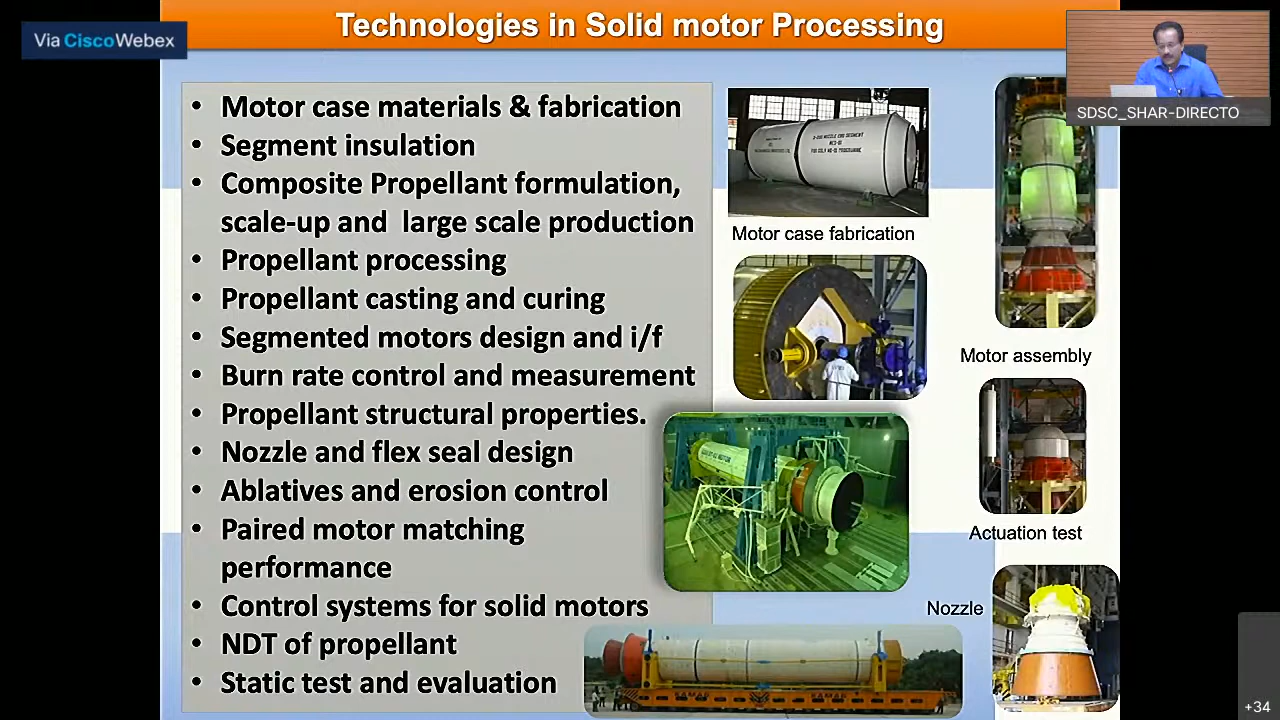 Technologies in Solid motor Processing
Via CiscoWebex
SDSC_SHAR-DIRECTO
• Motor case materials & fabrication
• Segment insulation
• Composite Propellant formulation,
scale-up and large scale production
• Propellant processing
• Propellant casting and curing
• Segmented motors design and i/f
• Burn rate control and measurement
• Propellant structural properties.
• Nozzle and flex seal design
• Ablatives and erosion control
• Paired motor matching
performance
• Control systems for solid motors
• NDT of propellant
• Static test and evaluation
Motor case fabrication
Motor assembly
Actuation test
Nozzle
KAMAG
KAMAG
+34